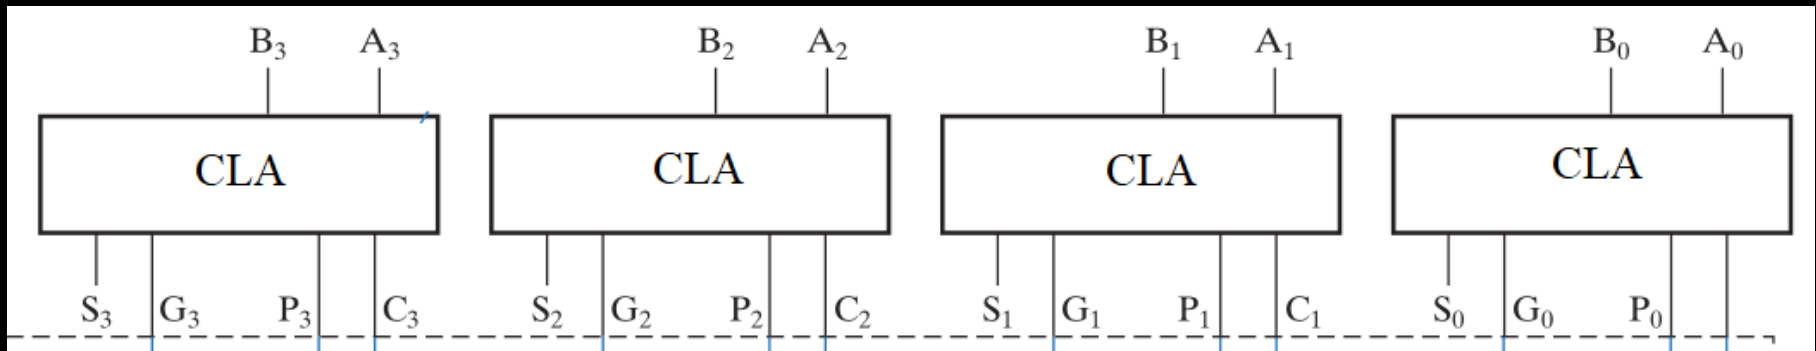 B₃ A₃ B₂ A₂ B₁ A₁ B₀ A₀
CLA CLA CLA CLA
S₃ G₃ P₃ C₃ S₂ G₂ P₂ C₂ S₁ G₁ P₁ C₁ S₀ G₀ P₀